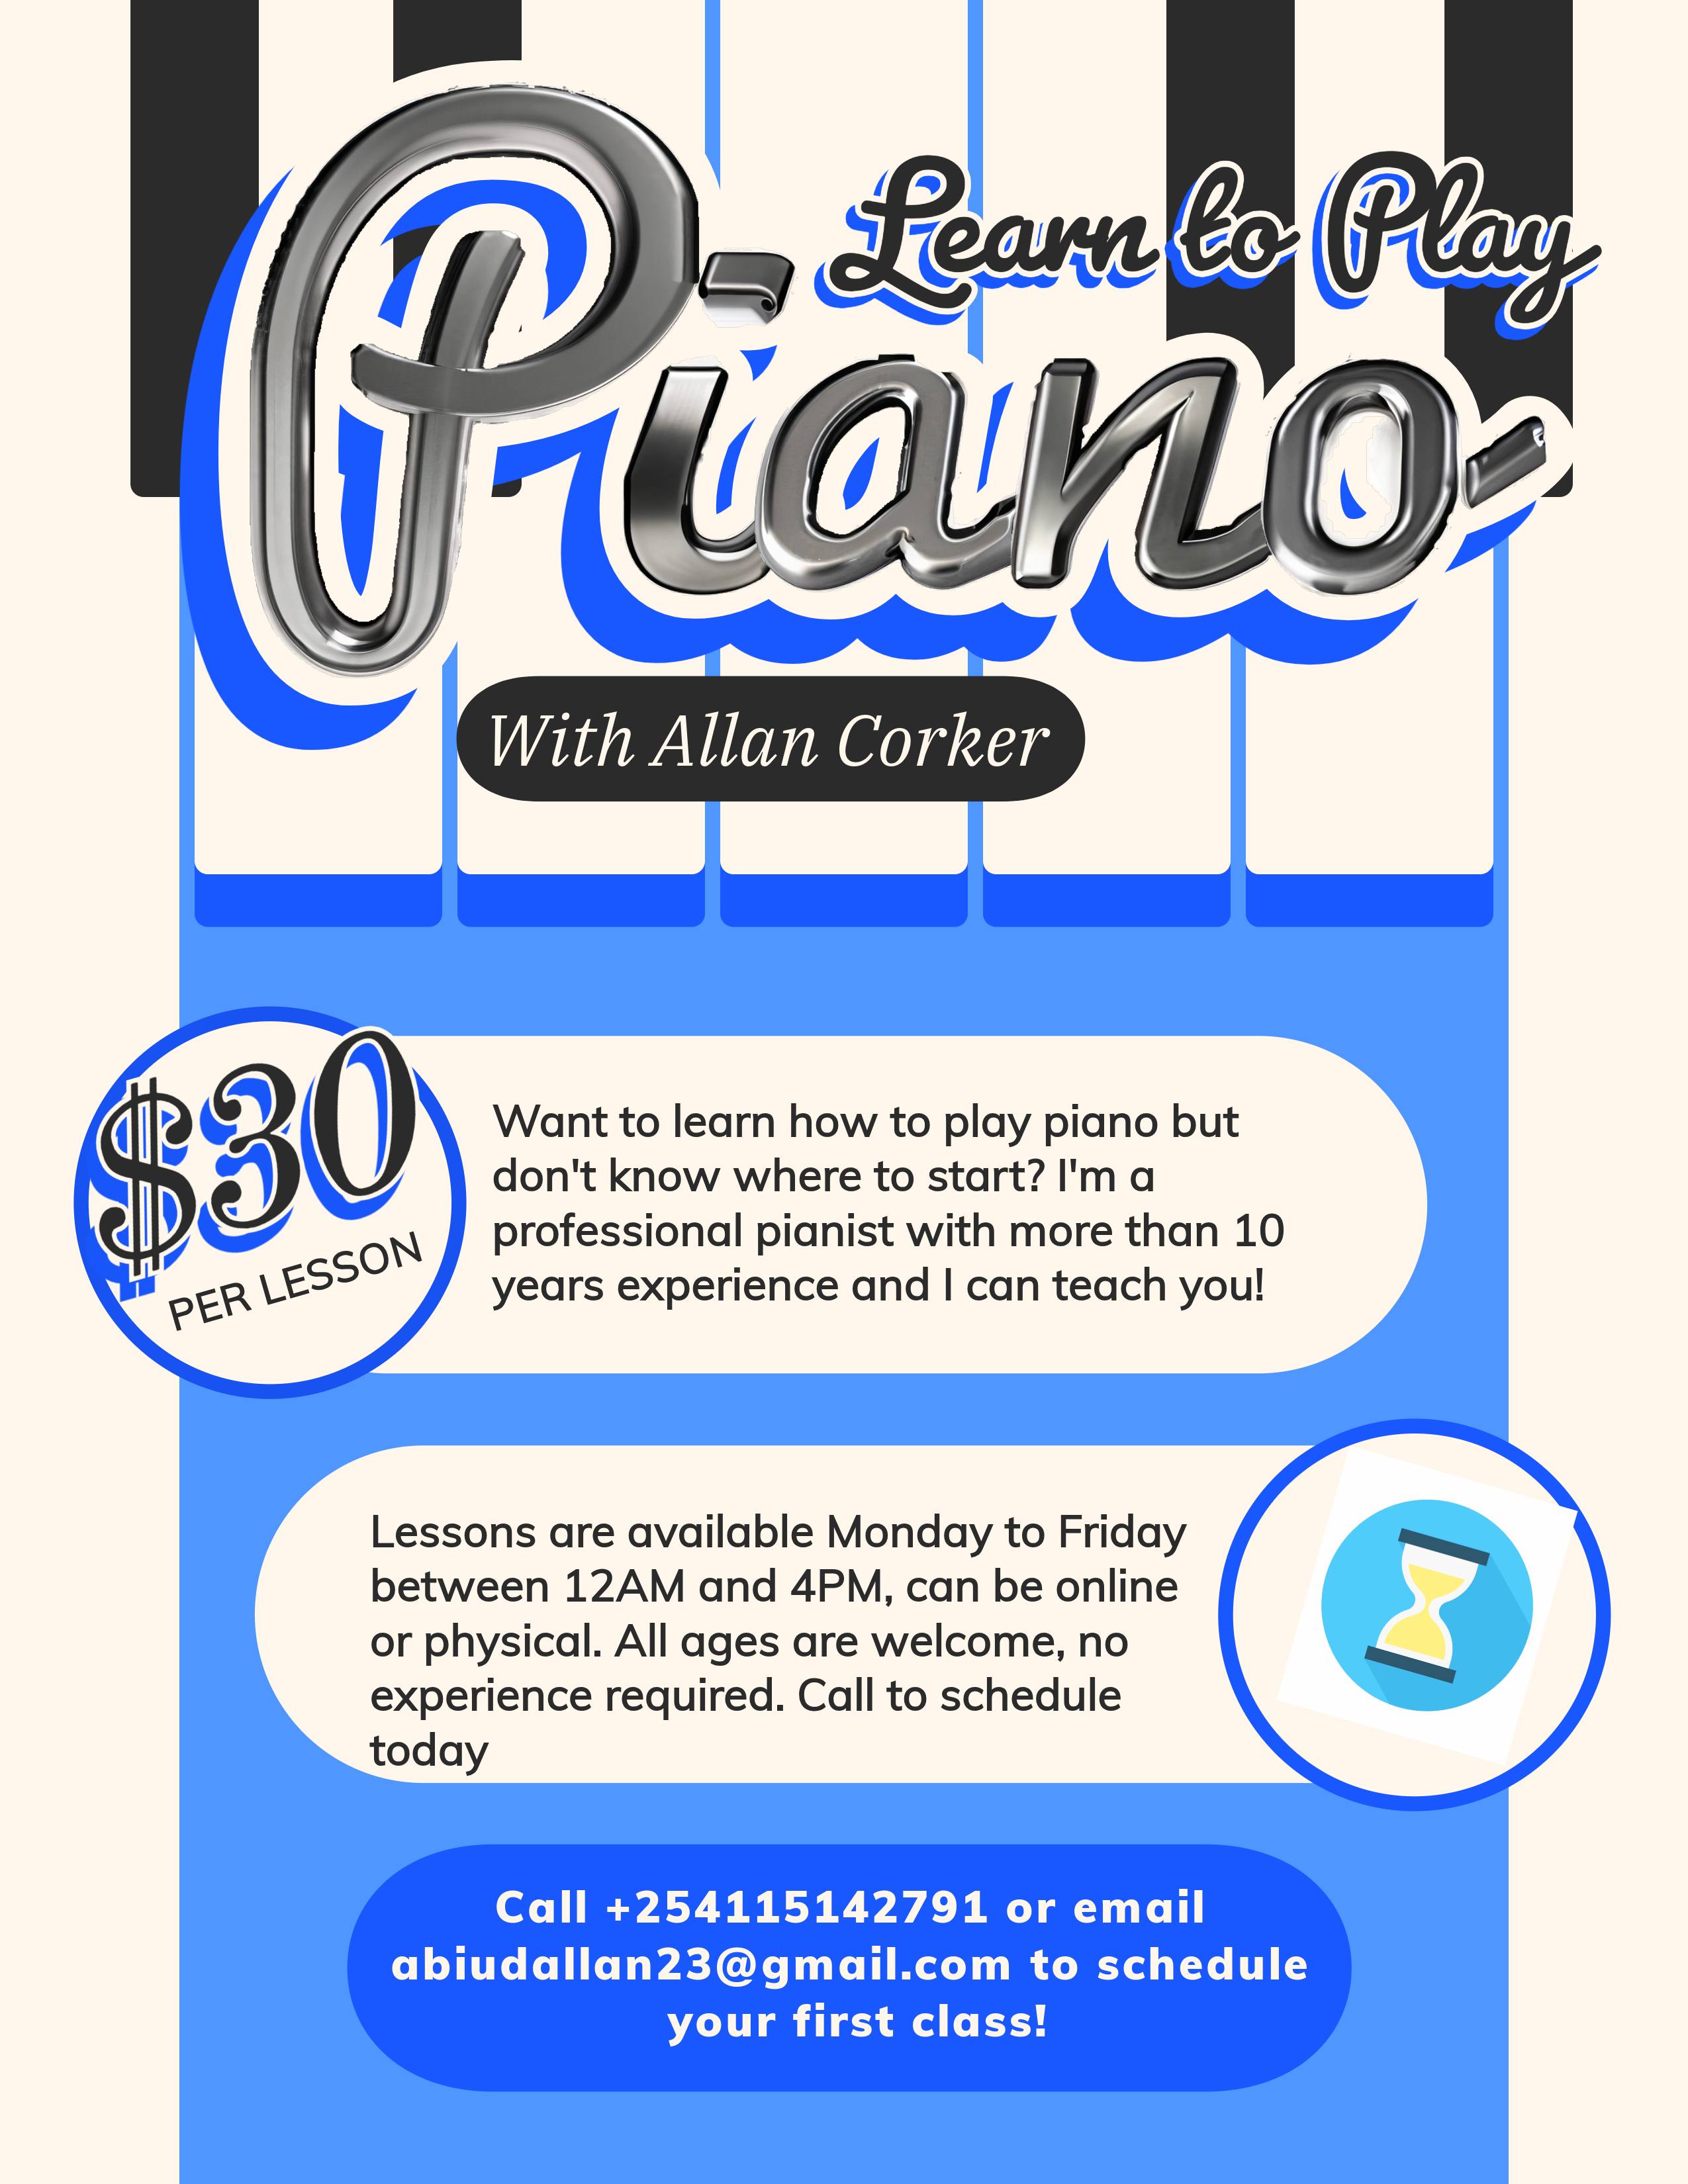 Learn to Play
Piano
With Allan Corker
$30
PER LESSON
Want to learn how to play piano but
don't know where to start? I'm a
professional pianist with more than 10
years experience and I can teach you!
Lessons are available Monday to Friday
between 12AM and 4PM, can be online
or physical. All ages are welcome, no
experience required. Call to schedule
today
Call +254115142791 or email
abiudallan23@gmail.com to schedule
your first class!